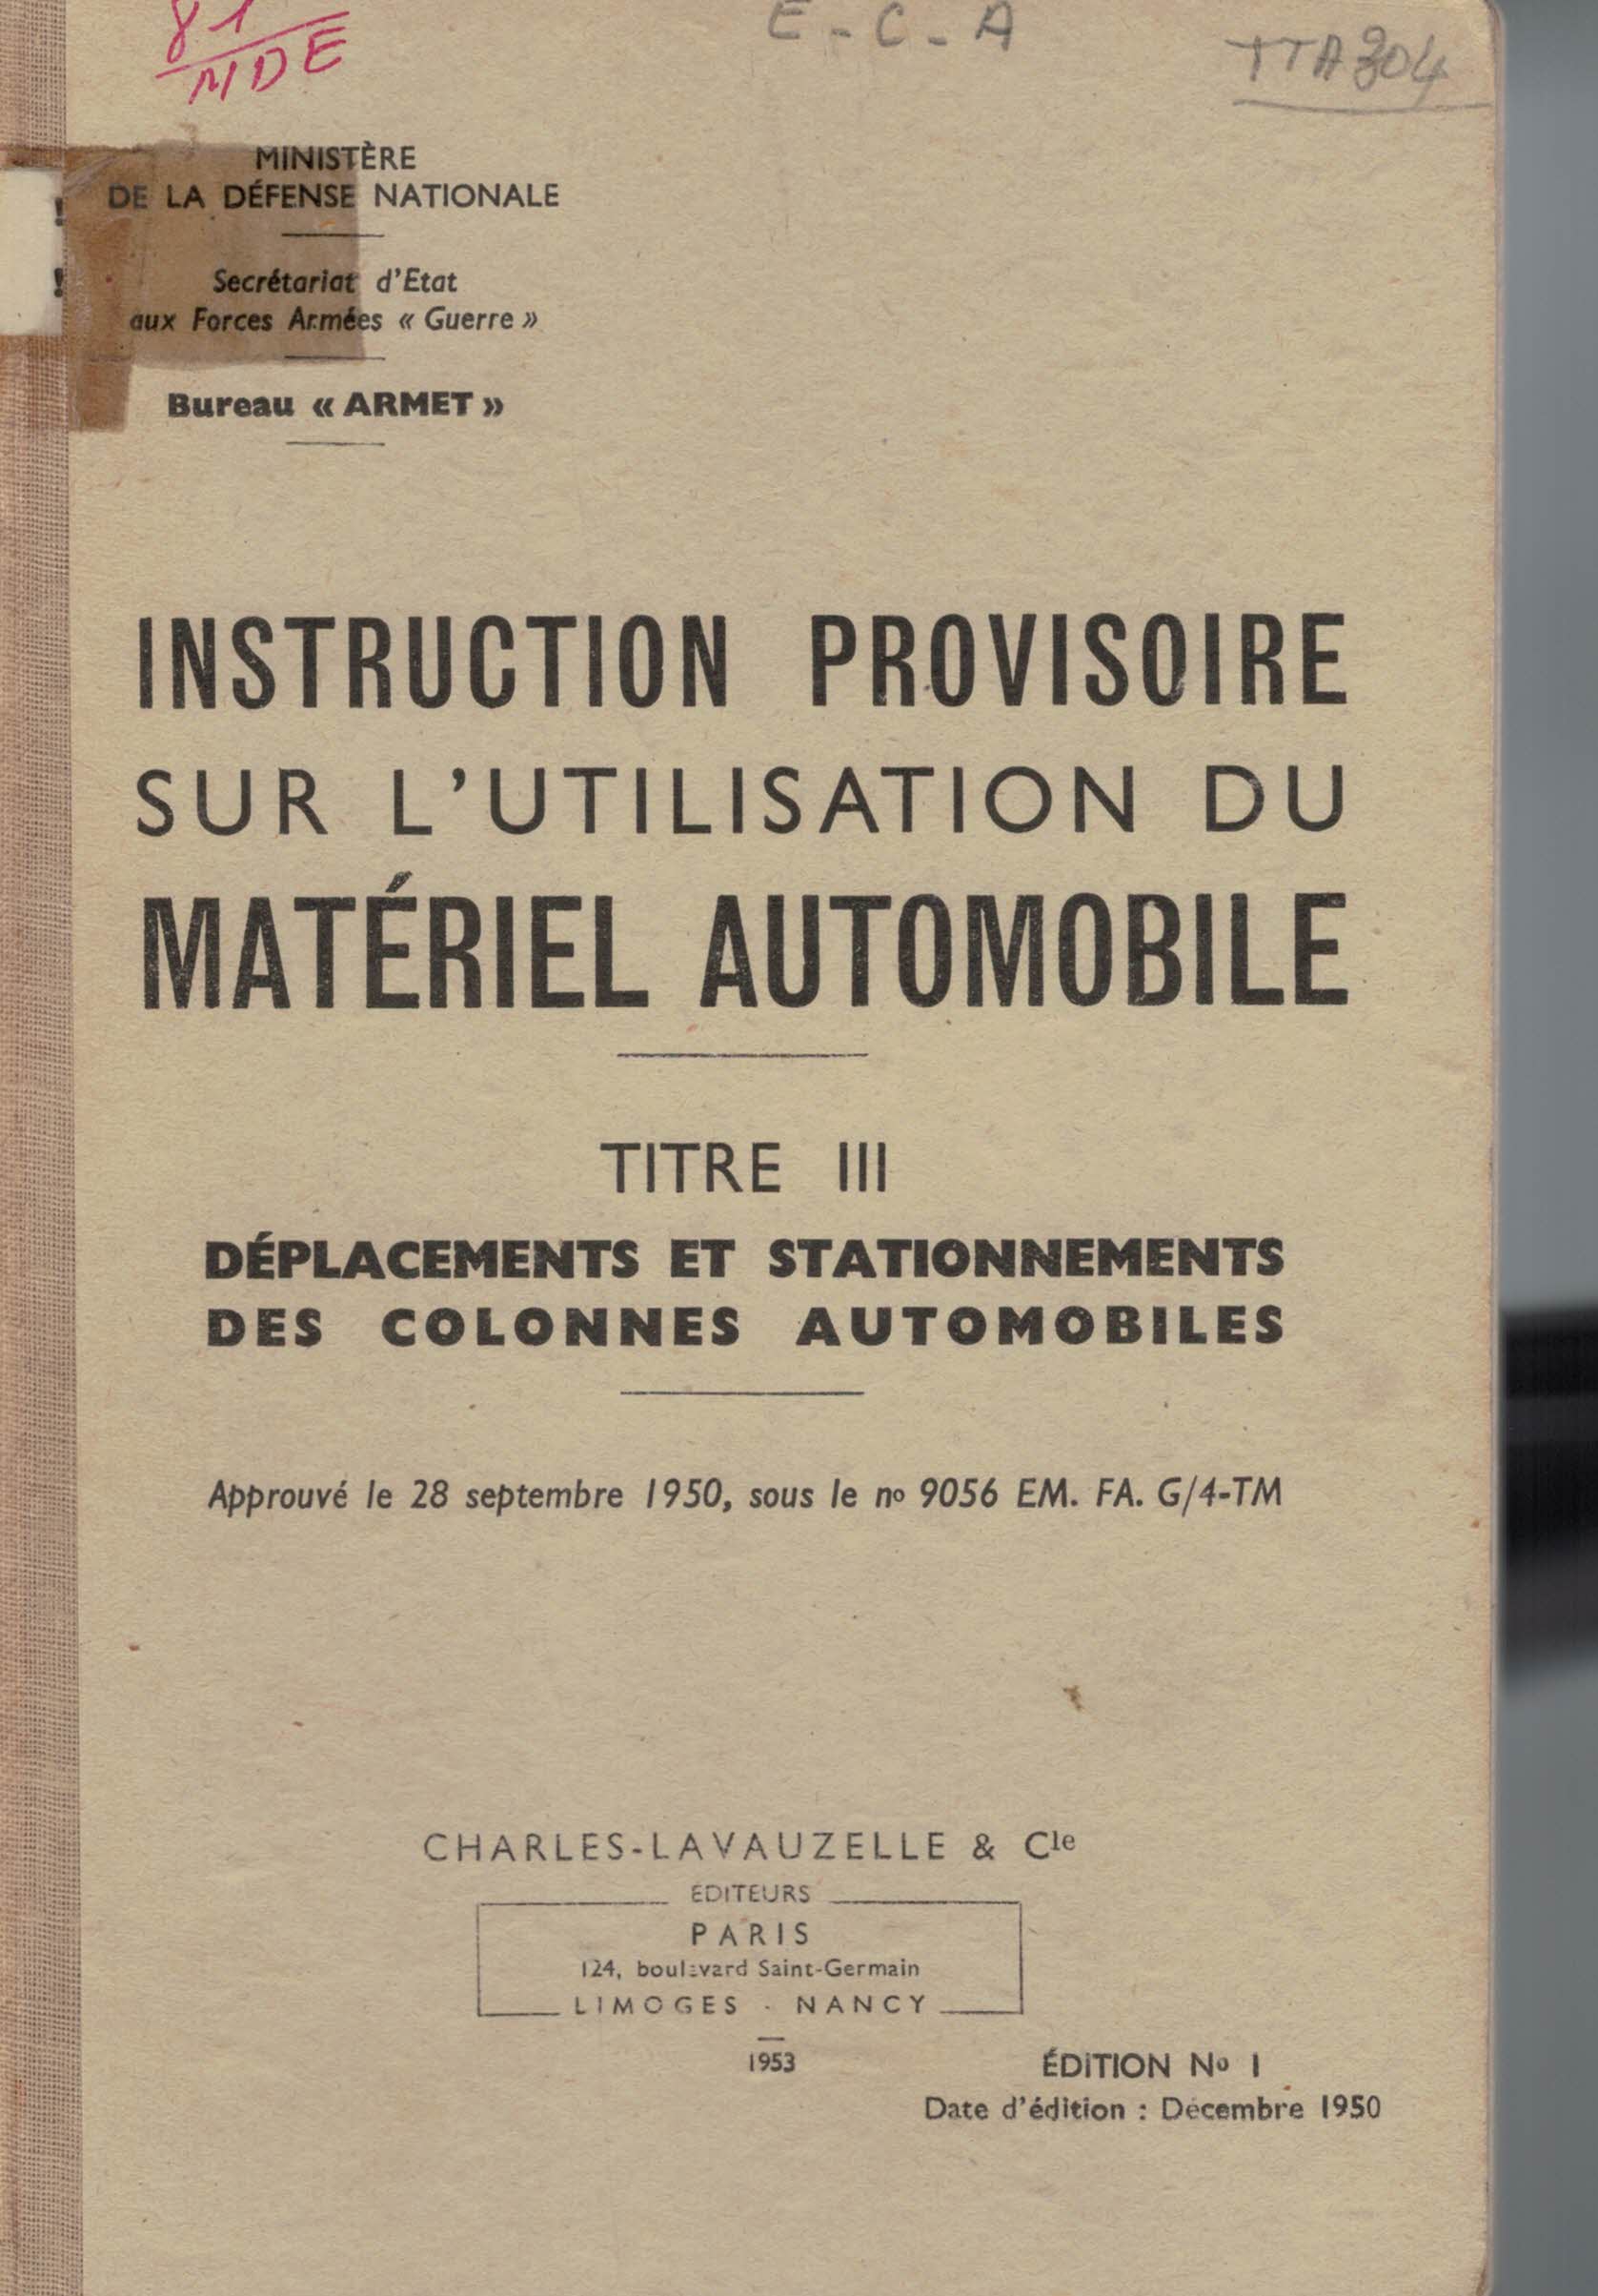 81
MDE
E-C-A
TTA 304
MINISTÈRE
DE LA DÉFENSE NATIONALE
Secrétariat d'Etat
aux Forces Armées « Guerre »
Bureau « ARMET »
INSTRUCTION PROVISOIRE
SUR L'UTILISATION DU
MATÉRIEL AUTOMOBILE
TITRE III
DÉPLACEMENTS ET STATIONNEMENTS
DES COLONNES AUTOMOBILES
Approuvé le 28 septembre 1950, sous le no 9056 EM. FA. G/4-TM
CHARLES-LAVAUZELLE & Cie
EDITEURS
PARIS
124, boulevard Saint-Germain
LIMOGES - NANCY
1953
ÉDITION No I
Date d'édition : Décembre 1950